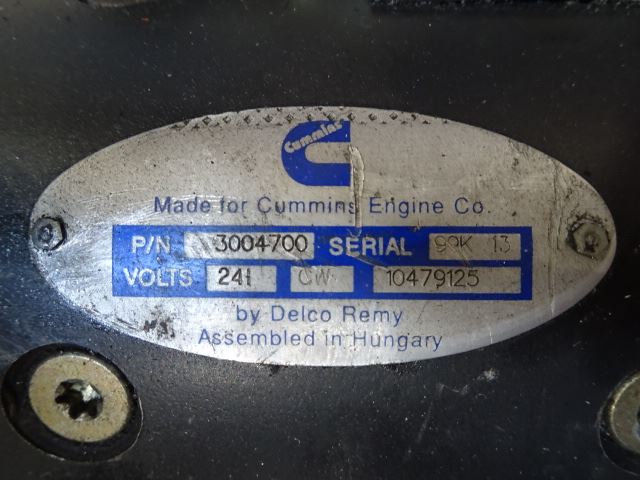 Cummins
Made for Cummins Engine Co.
P/N 3004700 SERIAL 99K 13
VOLTS 24I CW 10479125
by Delco Remy
Assembled in Hungary